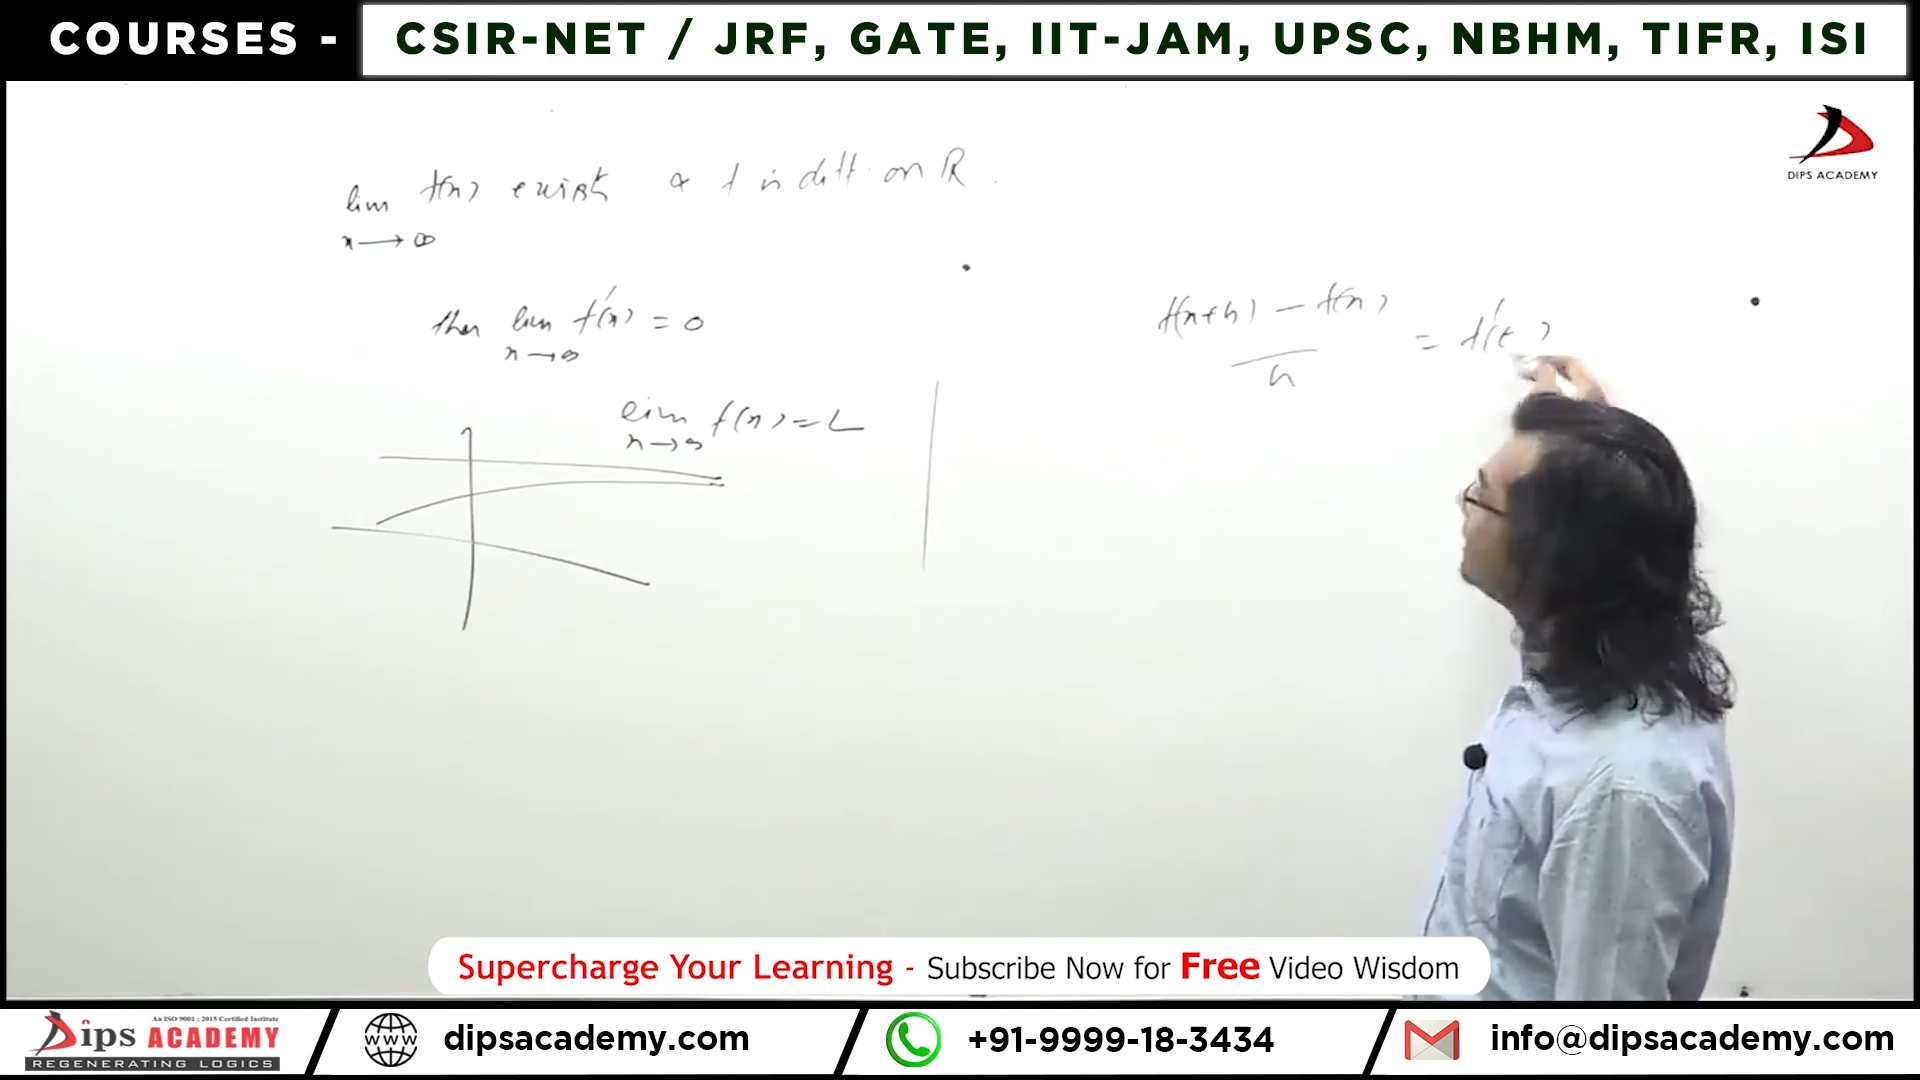 COURSES - CSIR-NET / JRF, GATE, IIT-JAM, UPSC, NBHM, TIFR, ISI
DIPS ACADEMY
lim f(x) exist & f is diff. on R.
x → ∞
then lim f'(x) = 0
x → ∞
lim f(x) = L
x → ∞
f(x+h) - f(x)
h
= f'(t)
Supercharge Your Learning - Subscribe Now for Free Video Wisdom
An ISO 9001 : 2015 Certified Institute
Dips ACADEMY
REGENERATING LOGICS
WWW dipsacademy.com
+91-9999-18-3434
info@dipsacademy.com